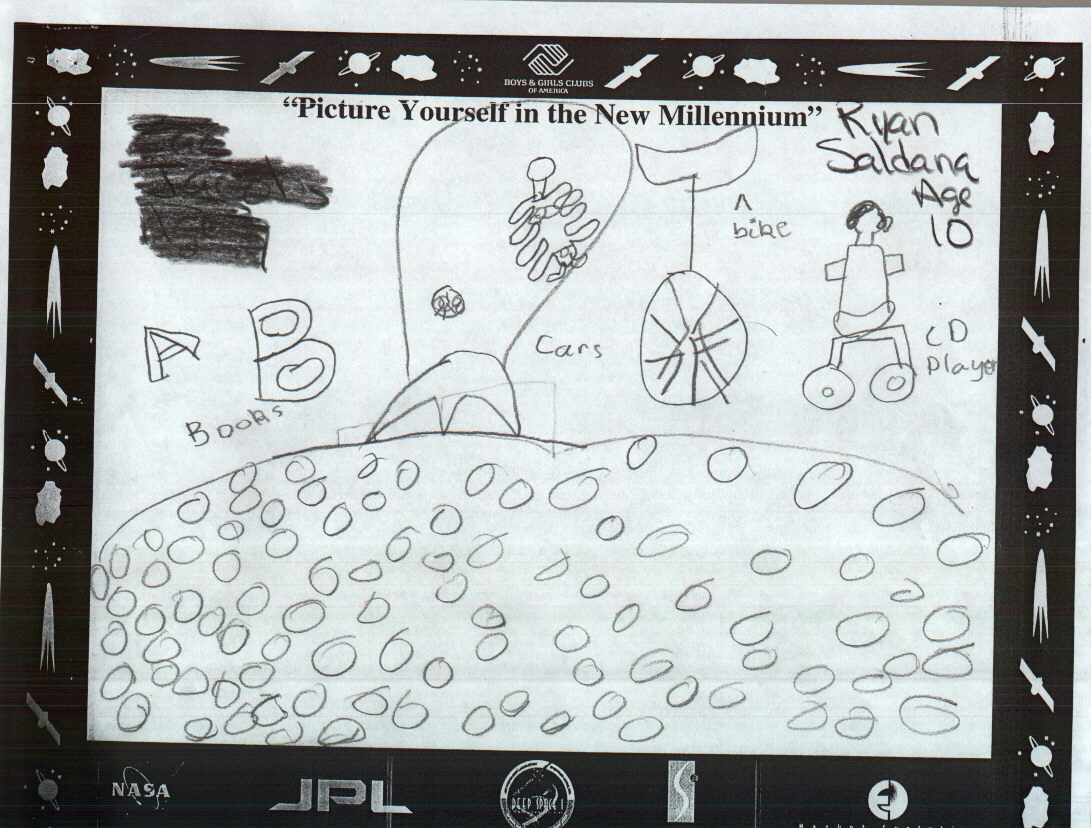 BOYS & GIRLS CLUBS
OF AMERICA
"Picture Yourself in the New Millennium"
Ryan
Saldana
Age
10
bike
A B
Books
Cars
CD
player
NASA
JPL
DEEP SPACE 1